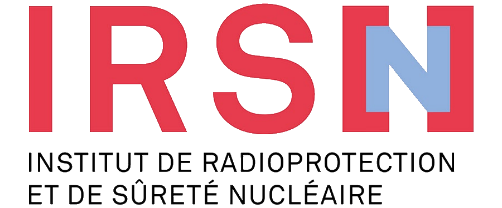 IRSN
INSTITUT DE RADIOPROTECTION
ET DE SÛRETÉ NUCLÉAIRE